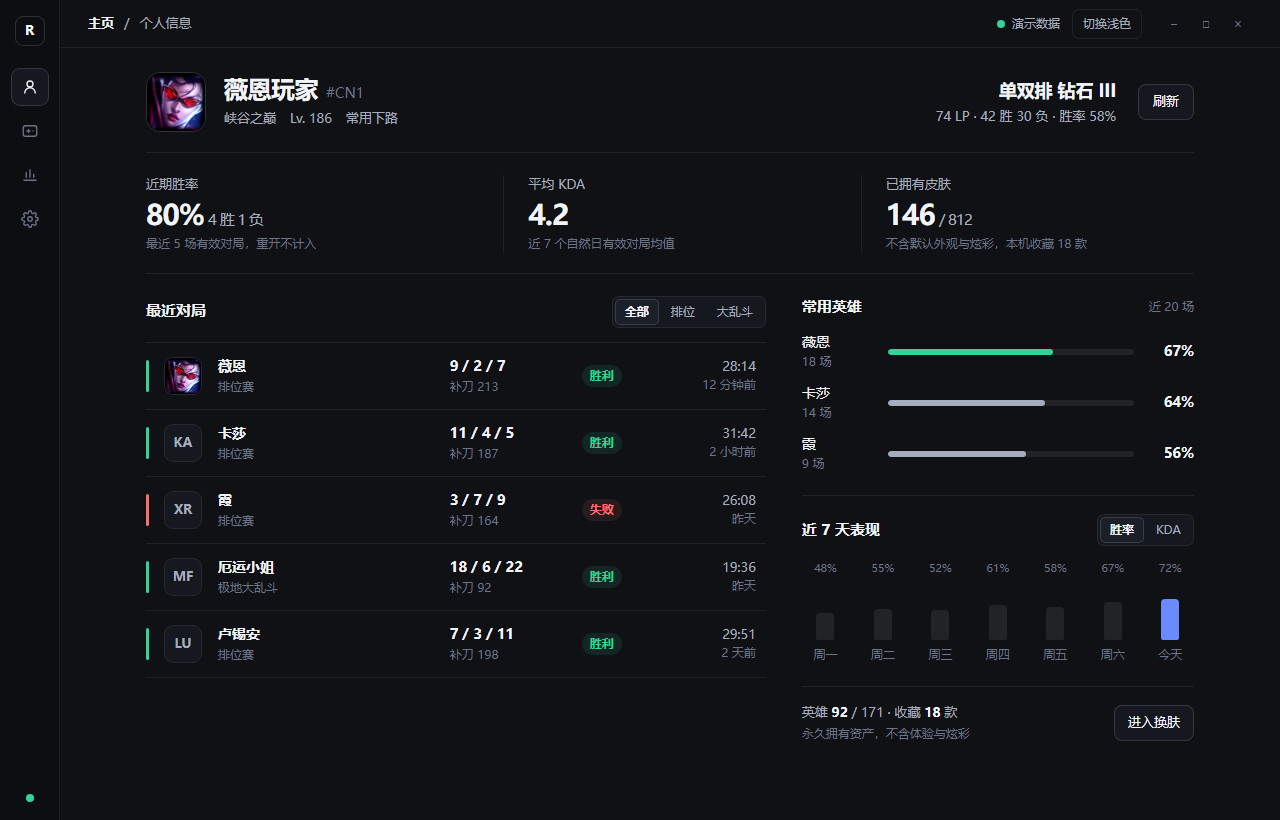 R
主页 / 个人信息
演示数据
切换浅色
薇恩玩家 #CN1
峡谷之巅 Lv. 186 常用下路
单双排 钻石 III
74 LP · 42 胜 30 负 · 胜率 58%
刷新
近期胜率
80% 4 胜 1 负
最近 5 场有效对局，重开不计入
平均 KDA
4.2
近 7 个自然日有效对局均值
已拥有皮肤
146 / 812
不含默认外观与炫彩，本机收藏 18 款
最近对局
全部 排位 大乱斗
薇恩
排位赛
9 / 2 / 7
补刀 213
胜利
28:14
12 分钟前
KA
卡莎
排位赛
11 / 4 / 5
补刀 187
胜利
31:42
2 小时前
XR
霞
排位赛
3 / 7 / 9
补刀 164
失败
26:08
昨天
MF
厄运小姐
极地大乱斗
18 / 6 / 22
补刀 92
胜利
19:36
昨天
LU
卢锡安
排位赛
7 / 3 / 11
补刀 198
胜利
29:51
2 天前
常用英雄
近 20 场
薇恩
18 场
67%
卡莎
14 场
64%
霞
9 场
56%
近 7 天表现
胜率 KDA
48% 55% 52% 61% 58% 67% 72%
周一 周二 周三 周四 周五 周六 今天
英雄 92 / 171 · 收藏 18 款
永久拥有资产，不含体验与炫彩
进入换肤